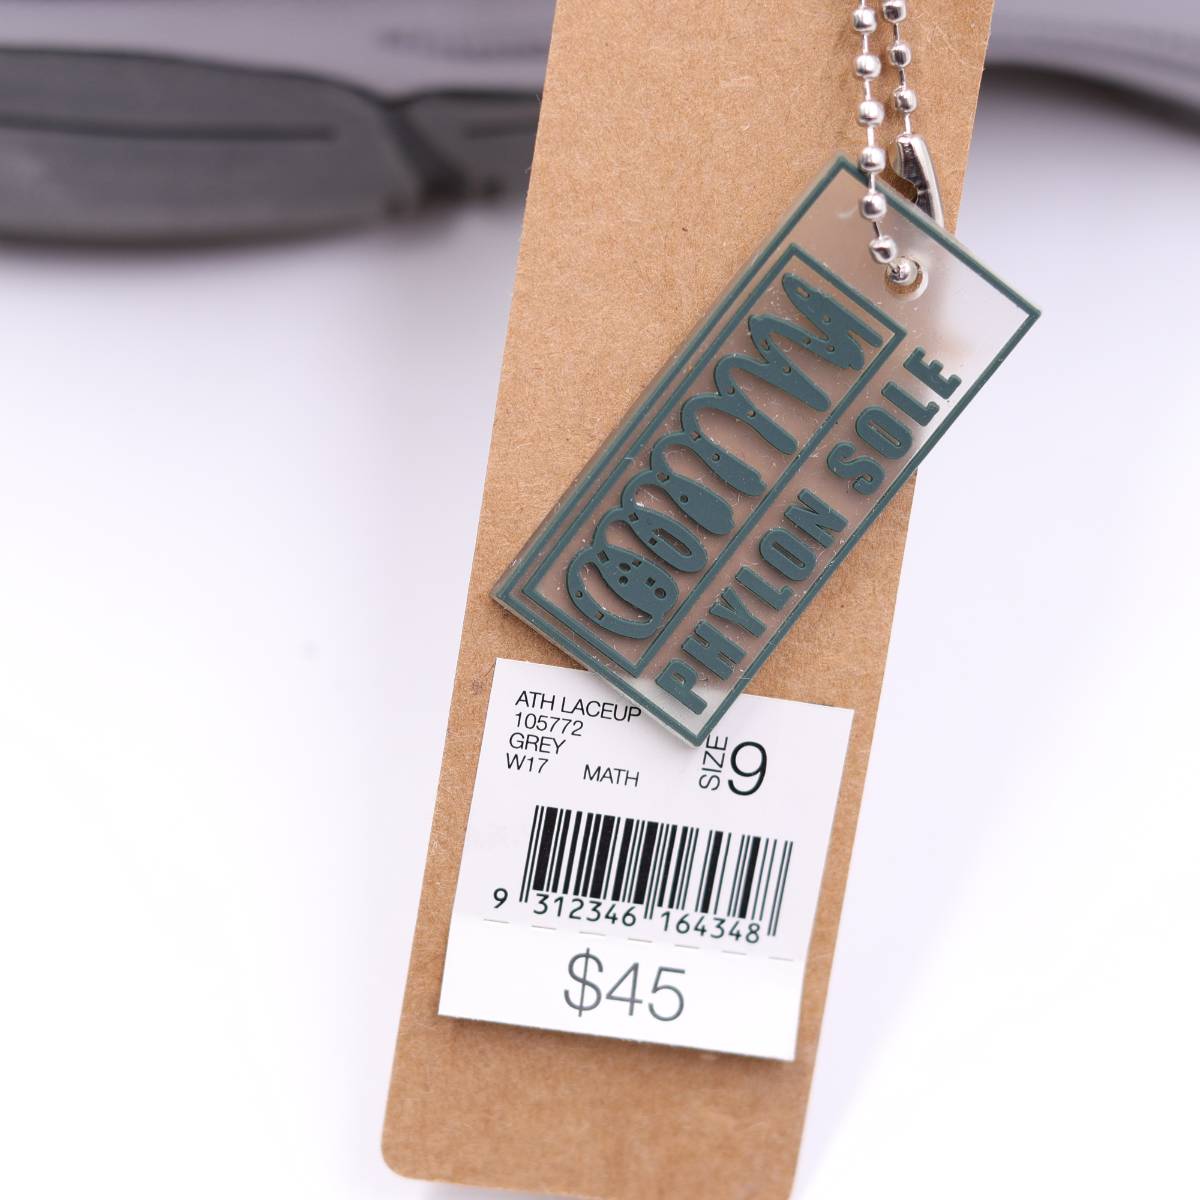 PHYLON SOLE
ATH LACEUP
105772
GREY
W17 MATH
SIZE 9
9 312346 164348
$45